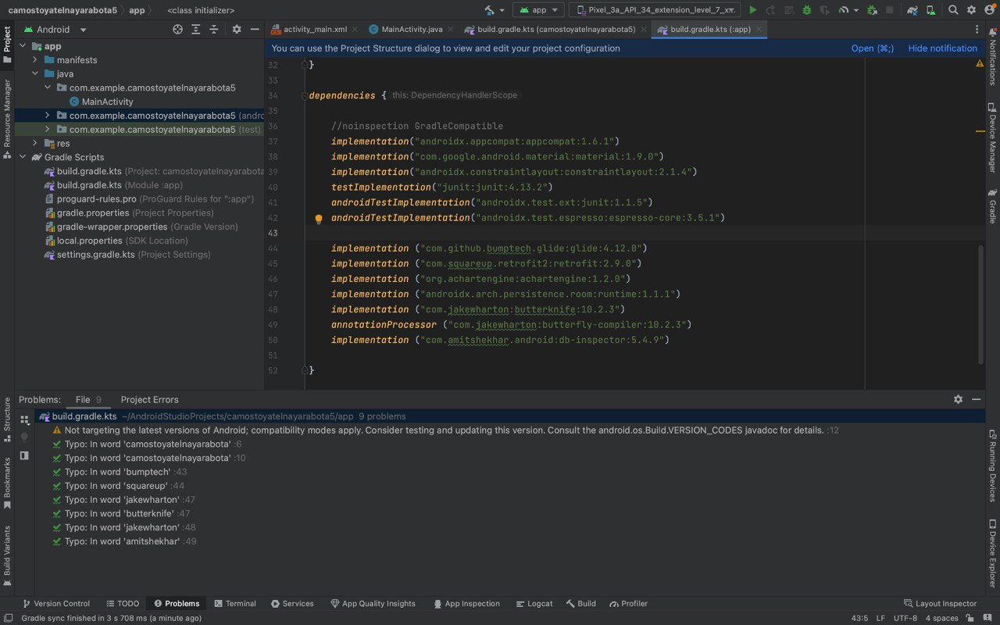 camostoyatelnayarabota5 > app > <class initializer>
app
Pixel_3a_API_34_extension_level_7_x...
Android
activity_main.xml
MainActivity.java
build.gradle.kts (camostoyatelnayarabota5)
build.gradle.kts (:app)
You can use the Project Structure dialog to view and edit your project configuration
Open (⌘;)
Hide notification
Project
Resource Manager
Structure
Bookmarks
Build Variants
app
manifests
java
com.example.camostoyatelnayarabota5
MainActivity
com.example.camostoyatelnayarabota5 (andro
com.example.camostoyatelnayarabota5 (test)
res
Gradle Scripts
build.gradle.kts (Project: camostoyatelnayarabota
build.gradle.kts (Module :app)
proguard-rules.pro (ProGuard Rules for ":app")
gradle.properties (Project Properties)
gradle-wrapper.properties (Gradle Version)
local.properties (SDK Location)
settings.gradle.kts (Project Settings)
32 }
33
34 dependencies { this: DependencyHandlerScope
35
36 //noinspection GradleCompatible
37 implementation("androidx.appcompat:appcompat:1.6.1")
38 implementation("com.google.android.material:material:1.9.0")
39 implementation("androidx.constraintlayout:constraintlayout:2.1.4")
40 testImplementation("junit:junit:4.13.2")
41 androidTestImplementation("androidx.test.ext:junit:1.1.5")
42 androidTestImplementation("androidx.test.espresso:espresso-core:3.5.1")
43
44 implementation ("com.github.bumptech.glide:glide:4.12.0")
45 implementation ("com.squareup.retrofit2:retrofit:2.9.0")
46 implementation ("org.achartengine:achartengine:1.2.0")
47 implementation ("androidx.arch.persistence.room:runtime:1.1.1")
48 implementation ("com.jakewharton:butterknife:10.2.3")
49 annotationProcessor ("com.jakewharton:butterfly-compiler:10.2.3")
50 implementation ("com.amitshekhar.android:db-inspector:5.4.9")
51
52 }
Notifications
Device Manager
Gradle
Running Devices
Device Explorer
Problems: File 9 Project Errors
build.gradle.kts ~/AndroidStudioProjects/camostoyatelnayarabota5/app 9 problems
Not targeting the latest versions of Android; compatibility modes apply. Consider testing and updating this version. Consult the android.os.Build.VERSION_CODES javadoc for details. :12
Typo: In word 'camostoyatelnayarabota' :6
Typo: In word 'camostoyatelnayarabota' :10
Typo: In word 'bumptech' :43
Typo: In word 'squareup' :44
Typo: In word 'jakewharton' :47
Typo: In word 'butterknife' :47
Typo: In word 'jakewharton' :48
Typo: In word 'amitshekhar' :49
Version Control TODO Problems Terminal Services App Quality Insights App Inspection Logcat Build Profiler Layout Inspector
Gradle sync finished in 3 s 708 ms (a minute ago) 43:5 LF UTF-8 4 spaces